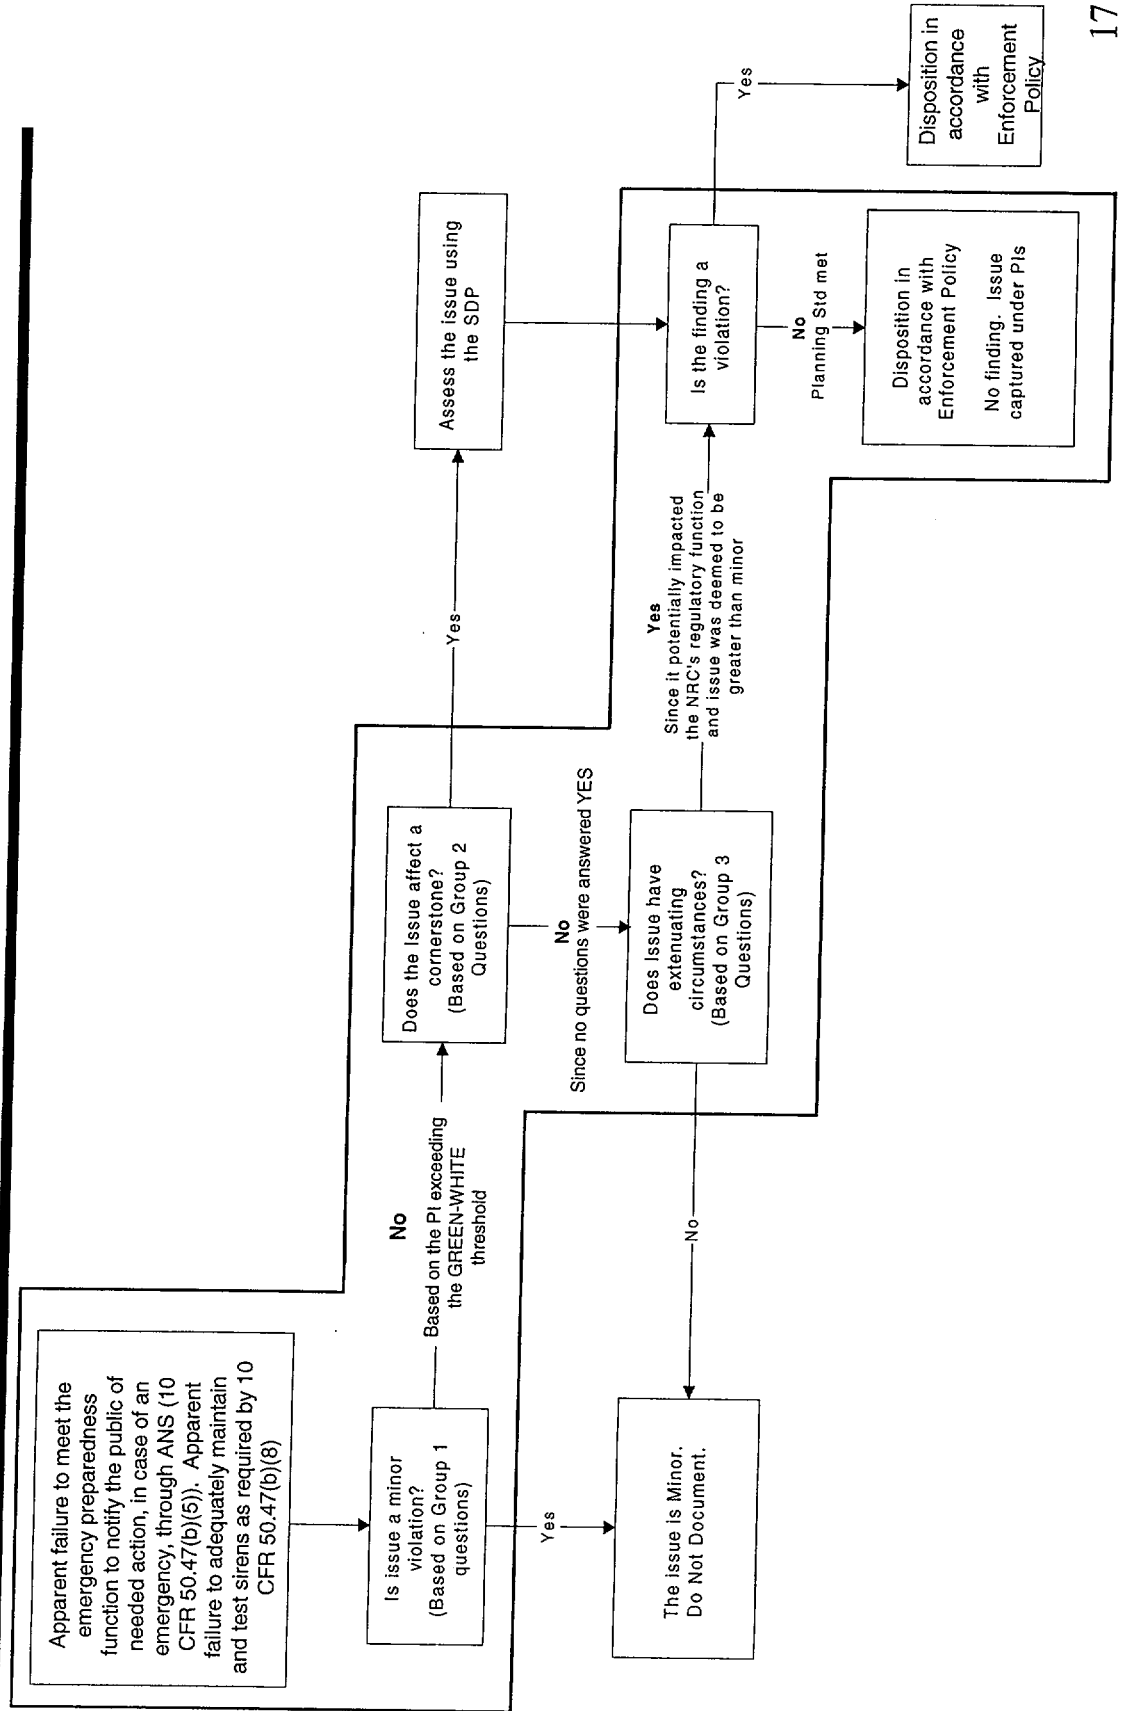 Apparent failure to meet the
emergency preparedness
function to notify the public of
needed action, in case of an
emergency, through ANS (10
CFR 50.47(b)(5)). Apparent
failure to adequately maintain
and test sirens as required by 10
CFR 50.47(b)(8)
Is issue a minor
violation?
(Based on Group 1
questions)
No
Based on the PI exceeding
the GREEN-WHITE
threshold
Yes
The issue is Minor.
Do Not Document.
Does the Issue affect a
cornerstone?
(Based on Group 2
Questions)
Yes
No
Since no questions were answered YES
Does Issue have
extenuating
circumstances?
(Based on Group 3
Questions)
No
Yes
Since it potentially impacted
the NRC's regulatory function
and issue was deemed to be
greater than minor
Assess the issue using
the SDP
Is the finding a
violation?
No
Planning Std met
Disposition in
accordance with
Enforcement Policy
No finding. Issue
captured under PIs
Yes
Disposition in
accordance
with
Enforcement
Policy
17